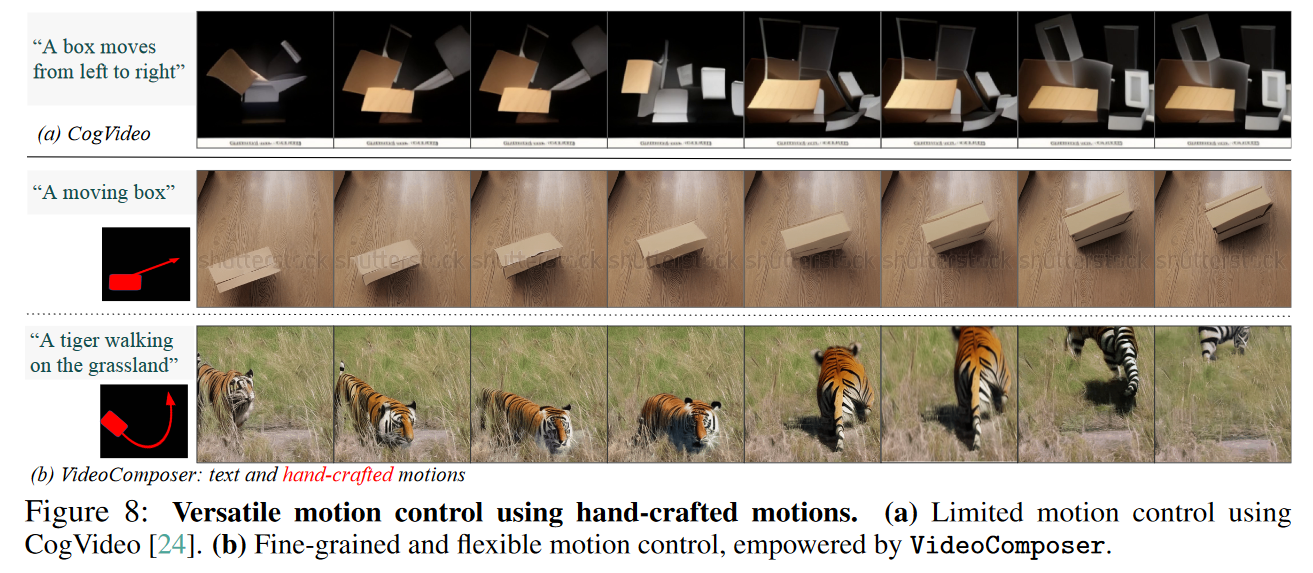 “A box moves
from left to right”
(a) CogVideo
“A moving box”
shutterstock shutterstock shutterstock shutterstock shutterstock shutterstock shutterstock shutterstock
“A tiger walking
on the grassland”
(b) VideoComposer: text and hand-crafted motions
Figure 8: Versatile motion control using hand-crafted motions. (a) Limited motion control using
CogVideo [24]. (b) Fine-grained and flexible motion control, empowered by VideoComposer.